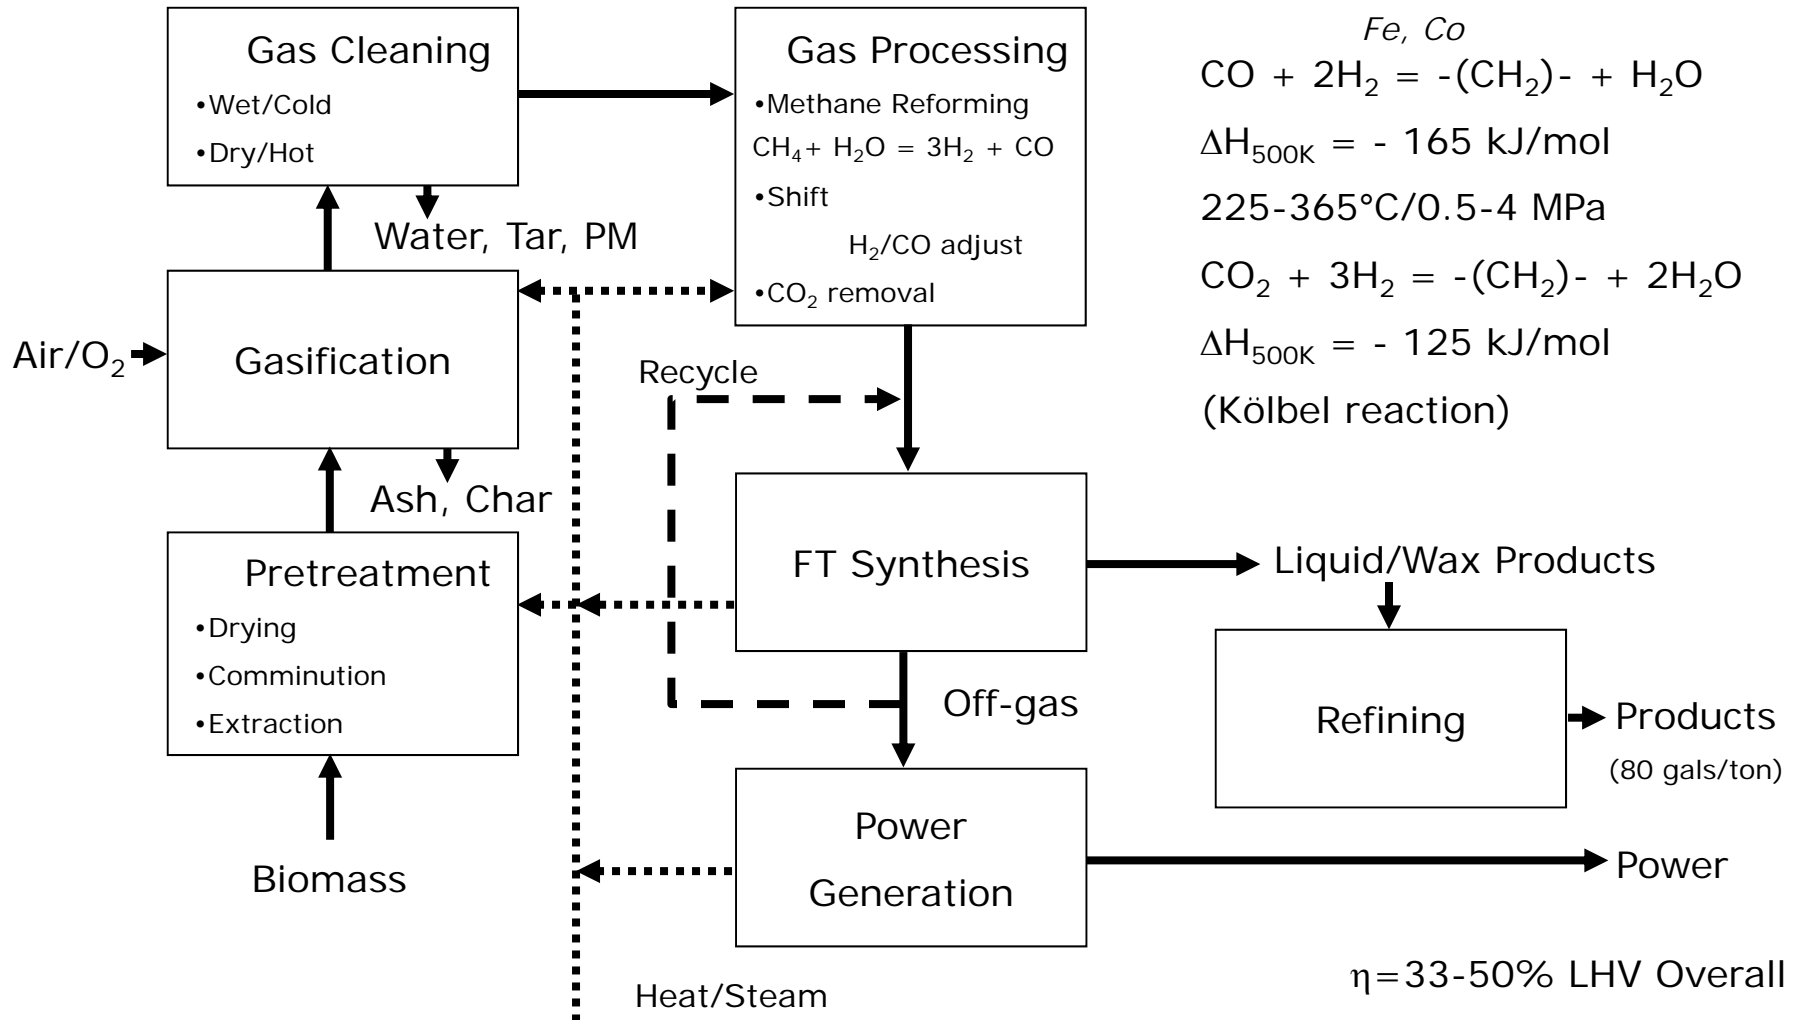 Gas Cleaning
•Wet/Cold
•Dry/Hot
Gas Processing
•Methane Reforming
CH₄+ H₂O = 3H₂ + CO
•Shift
H₂/CO adjust
•CO₂ removal
Fe, Co
CO + 2H₂ = -(CH₂)- + H₂O
ΔH₅₀₀ₖ = - 165 kJ/mol
225-365°C/0.5-4 MPa
CO₂ + 3H₂ = -(CH₂)- + 2H₂O
ΔH₅₀₀ₖ = - 125 kJ/mol
(Kölbel reaction)
Water, Tar, PM
Air/O₂
Gasification
Recycle
Ash, Char
Pretreatment
•Drying
•Comminution
•Extraction
FT Synthesis
Liquid/Wax Products
Off-gas
Refining
Products
(80 gals/ton)
Biomass
Power
Generation
Power
Heat/Steam
η=33-50% LHV Overall